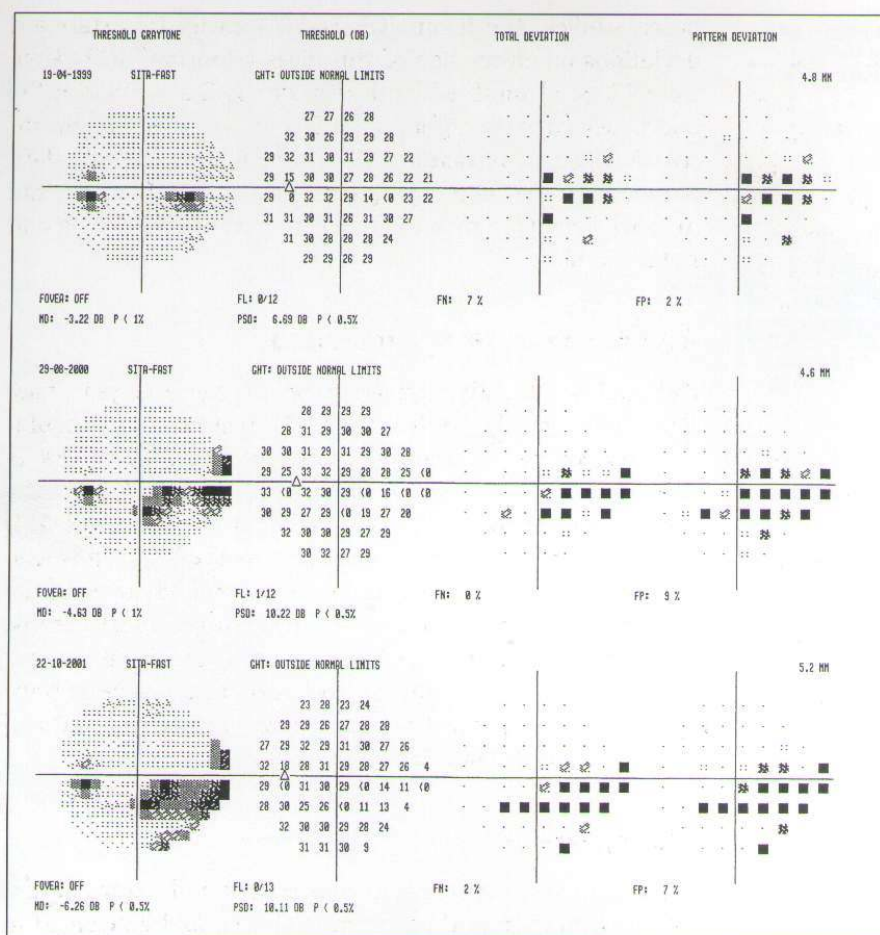 THRESHOLD GRAYTONE THRESHOLD (DB) TOTAL DEVIATION PATTERN DEVIATION
19-04-1999 SITA-FAST GHT: OUTSIDE NORMAL LIMITS 4.8 MM
27 27 26 28
32 30 26 29 29 28
29 32 31 30 31 29 27 22
29 15 30 30 27 28 26 22 21
29 0 32 32 29 14 (0 23 22
31 31 30 31 26 31 30 27
31 30 28 28 28 24
29 29 26 29
FOVEA: OFF FL: 0/12 FN: 7 % FP: 2 %
MD: -3.22 DB P < 1% PSD: 6.69 DB P < 0.5%
29-08-2000 SITA-FAST GHT: OUTSIDE NORMAL LIMITS 4.6 MM
28 29 29 29
28 31 29 30 30 27
30 30 31 29 31 29 30 28
29 25 33 32 29 28 28 25 (0
33 (0 32 30 29 (0 16 (0 (0
30 29 27 29 (0 19 27 20
32 30 30 29 27 29
30 32 27 29
FOVEA: OFF FL: 1/12 FN: 0 % FP: 9 %
MD: -4.63 DB P < 1% PSD: 10.22 DB P < 0.5%
22-10-2001 SITA-FAST GHT: OUTSIDE NORMAL LIMITS 5.2 MM
23 28 23 24
29 29 26 27 28 28
27 29 32 29 31 30 27 26
32 18 28 31 29 28 27 26 4
29 (0 31 30 29 (0 14 11 (0
28 30 25 26 (0 11 13 4
32 30 30 29 28 24
31 31 30 9
FOVEA: OFF FL: 0/13 FN: 2 % FP: 7 %
MD: -6.26 DB P < 0.5% PSD: 10.11 DB P < 0.5%